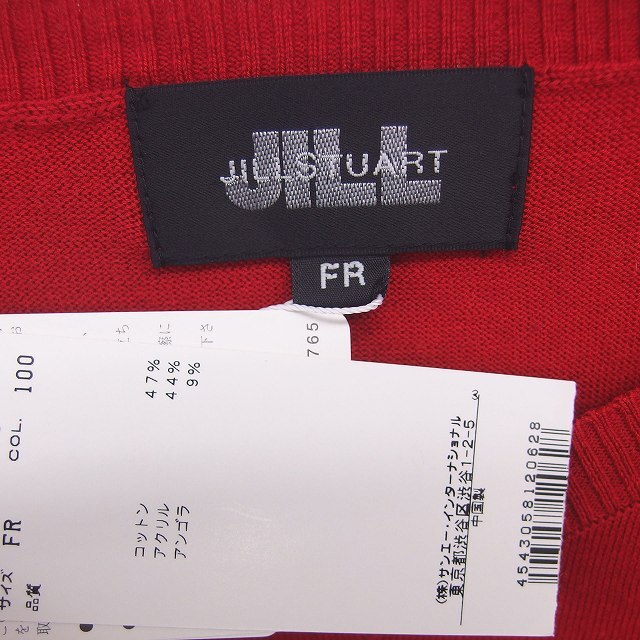 JILL
JILLSTUART
FR
765
COL. 100
サイズ FR
品質
コットン 47%
アクリル 44%
アンゴラ 9%
3
(株)サンエー・インターナショナル
東京都渋谷区渋谷1-2-5
中国製
4543058120628